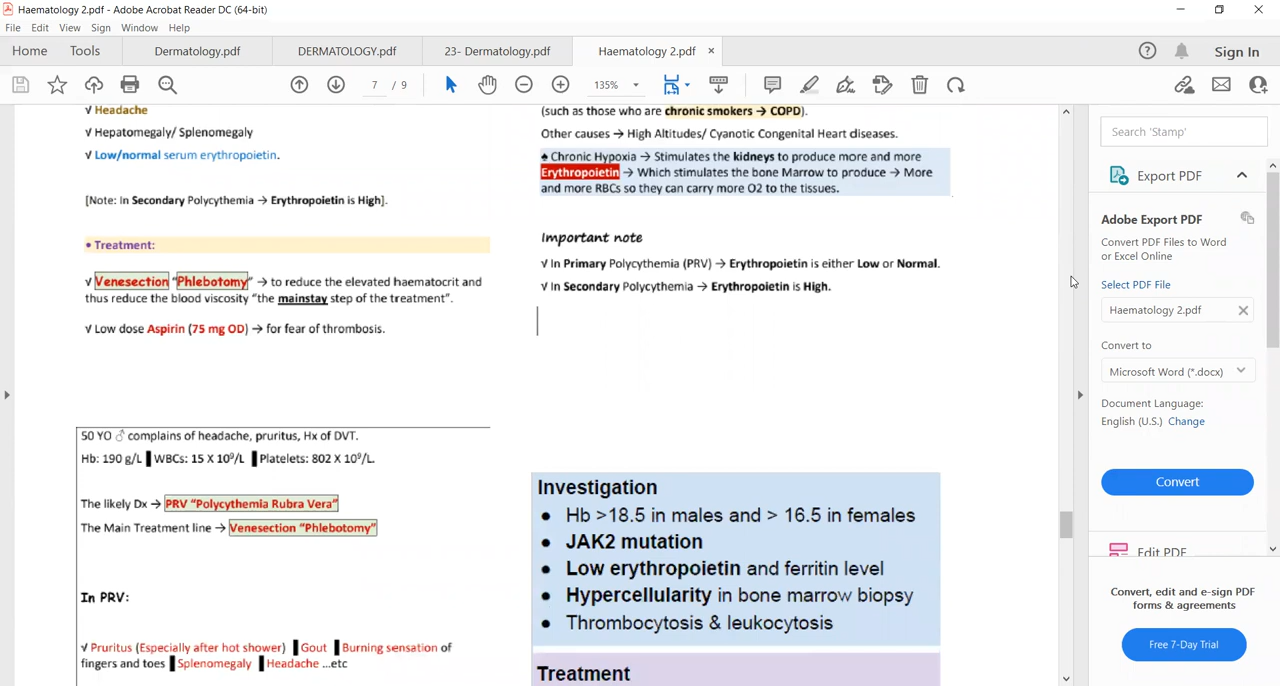 Haematology 2.pdf - Adobe Acrobat Reader DC (64-bit)
File Edit View Sign Window Help
Home Tools Dermatology.pdf DERMATOLOGY.pdf 23- Dermatology.pdf Haematology 2.pdf × Sign In
7 / 9 135%
√ Headache
√ Hepatomegaly/ Splenomegaly
√ Low/normal serum erythropoietin.
[Note: In Secondary Polycythemia → Erythropoietin is High].
• Treatment:
√ Venesection “Phlebotomy” → to reduce the elevated haematocrit and
thus reduce the blood viscosity “the mainstay step of the treatment”.
√ Low dose Aspirin (75 mg OD) → for fear of thrombosis.
50 YO ♂ complains of headache, pruritus, Hx of DVT.
Hb: 190 g/L ▌WBCs: 15 X 10⁹/L ▌Platelets: 802 X 10⁹/L.
The likely Dx → PRV “Polycythemia Rubra Vera”
The Main Treatment line → Venesection “Phlebotomy”
In PRV:
√ Pruritus (Especially after hot shower) ▌Gout ▌Burning sensation of
fingers and toes ▌Splenomegaly ▌Headache ...etc
(such as those who are chronic smokers → COPD).
Other causes → High Altitudes/ Cyanotic Congenital Heart diseases.
♠ Chronic Hypoxia → Stimulates the kidneys to produce more and more
Erythropoietin → Which stimulates the bone Marrow to produce → More
and more RBCs so they can carry more O2 to the tissues.
Important note
√ In Primary Polycythemia (PRV) → Erythropoietin is either Low or Normal.
√ In Secondary Polycythemia → Erythropoietin is High.
Investigation
• Hb >18.5 in males and > 16.5 in females
• JAK2 mutation
• Low erythropoietin and ferritin level
• Hypercellularity in bone marrow biopsy
• Thrombocytosis & leukocytosis
Treatment
Search 'Stamp'
Export PDF
Adobe Export PDF
Convert PDF Files to Word
or Excel Online
Select PDF File
Haematology 2.pdf
Convert to
Microsoft Word (*.docx)
Document Language:
English (U.S.) Change
Convert
Edit PDF
Convert, edit and e-sign PDF
forms & agreements
Free 7-Day Trial